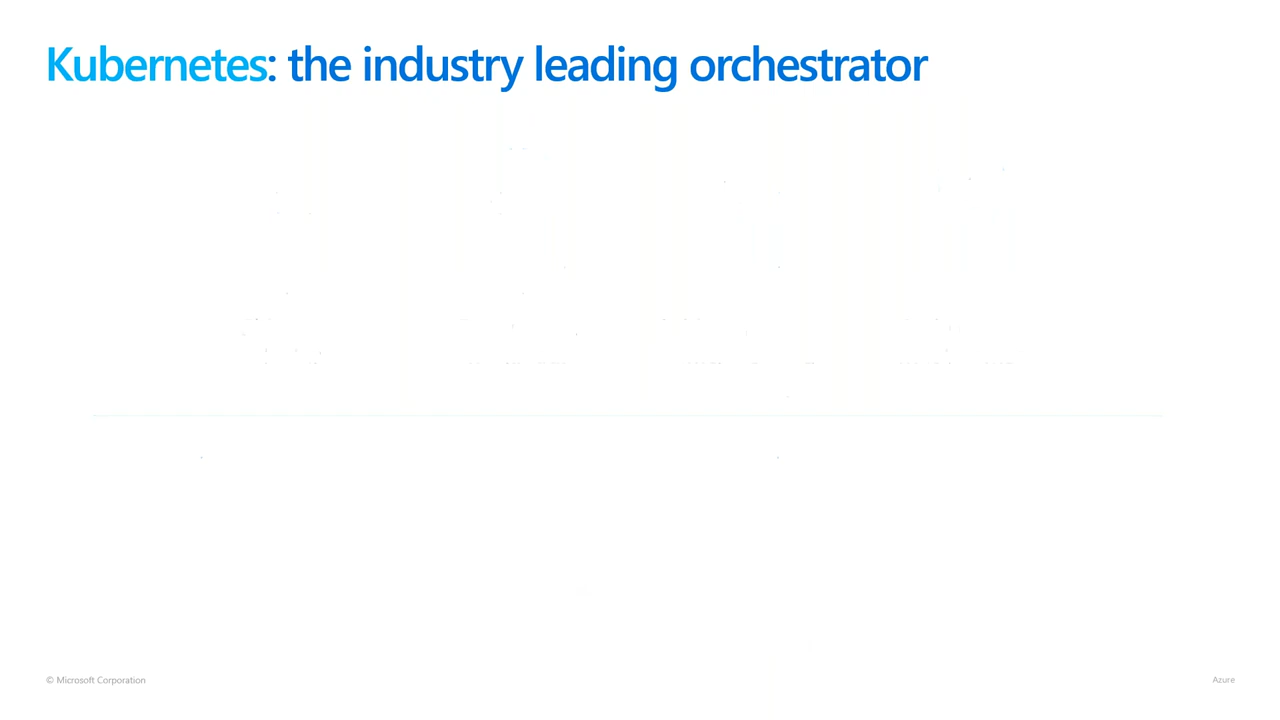 Kubernetes: the industry leading orchestrator
© Microsoft Corporation
Azure